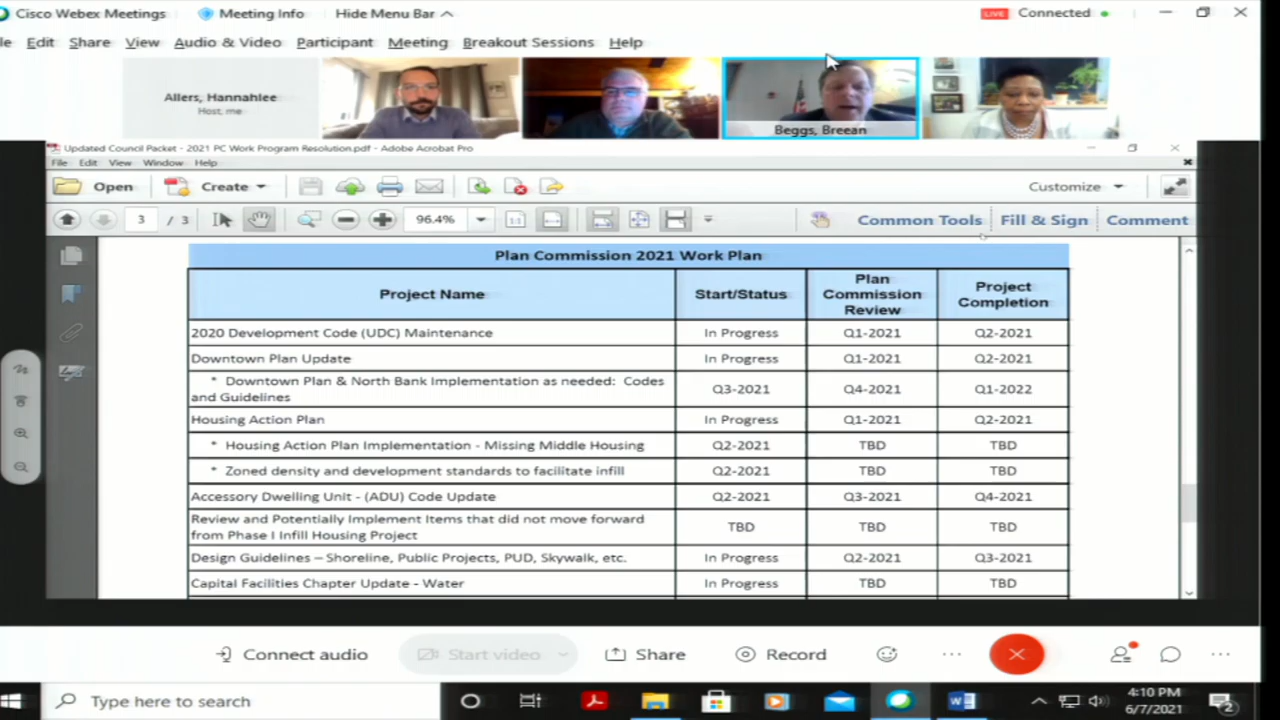 Cisco Webex Meetings Meeting Info Hide Menu Bar LIVE Connected
le Edit Share View Audio & Video Participant Meeting Breakout Sessions Help
Allers, Hannahlee
Host, me
Beggs, Breean
Updated Council Packet - 2021 PC Work Program Resolution.pdf - Adobe Acrobat Pro
File Edit View Window Help
Open Create Customize
3 / 3 96.4% Common Tools Fill & Sign Comment
Plan Commission 2021 Work Plan
Project Name Start/Status Plan Commission Review Project Completion
2020 Development Code (UDC) Maintenance In Progress Q1-2021 Q2-2021
Downtown Plan Update In Progress Q1-2021 Q2-2021
* Downtown Plan & North Bank Implementation as needed: Codes
and Guidelines Q3-2021 Q4-2021 Q1-2022
Housing Action Plan In Progress Q1-2021 Q2-2021
* Housing Action Plan Implementation - Missing Middle Housing Q2-2021 TBD TBD
* Zoned density and development standards to facilitate infill Q2-2021 TBD TBD
Accessory Dwelling Unit - (ADU) Code Update Q2-2021 Q3-2021 Q4-2021
Review and Potentially Implement Items that did not move forward
from Phase I Infill Housing Project TBD TBD TBD
Design Guidelines – Shoreline, Public Projects, PUD, Skywalk, etc. In Progress Q2-2021 Q3-2021
Capital Facilities Chapter Update - Water In Progress TBD TBD
Connect audio Start video Share Record
Type here to search 4:10 PM
6/7/2021 2